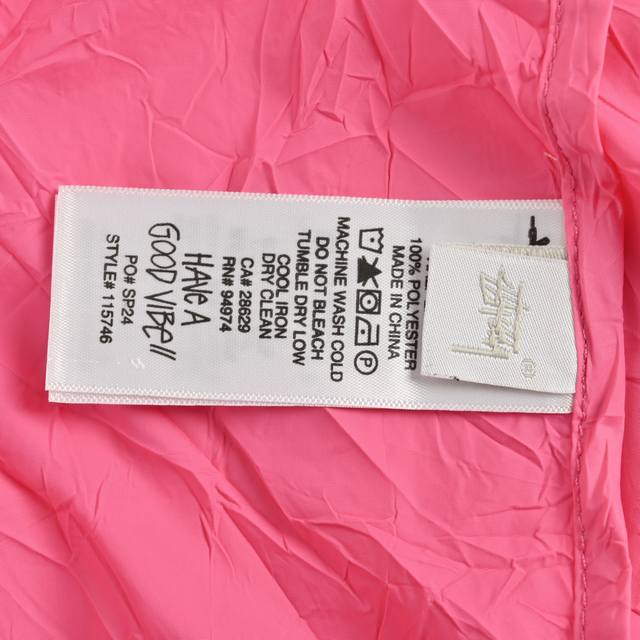 Stüssy
®
100% POLYESTER
MADE IN CHINA
MACHINE WASH COLD
DO NOT BLEACH
TUMBLE DRY LOW
COOL IRON
DRY CLEAN
CA# 28629
RN# 94974
HAVE A
GOOD VIBE!!
PO# SP24
STYLE# 115746